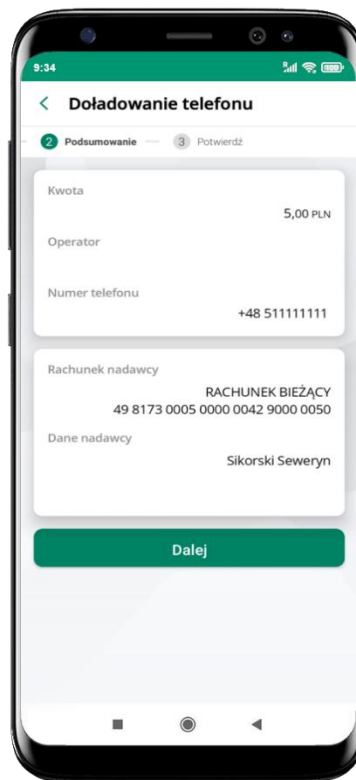 9:34
Doładowanie telefonu
2 Podsumowanie 3 Potwierdź
Kwota
5,00 PLN
Operator
Numer telefonu
+48 511111111
Rachunek nadawcy
RACHUNEK BIEŻĄCY
49 8173 0005 0000 0042 9000 0050
Dane nadawcy
Sikorski Seweryn
Dalej